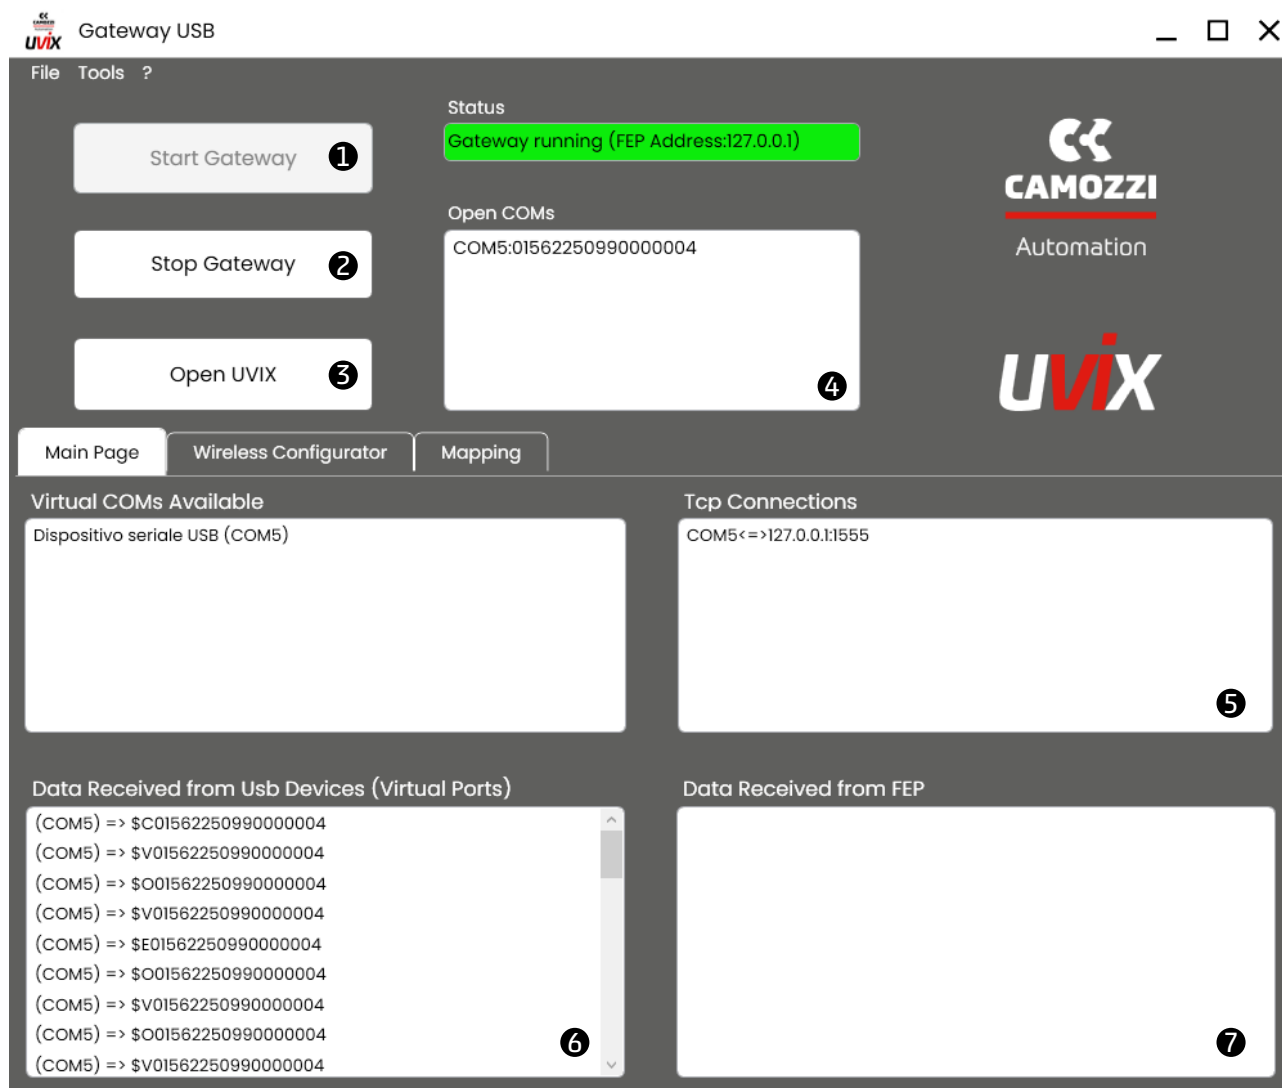 CAMOZZI
Automation
UVIX
Gateway USB
File Tools ?
Start Gateway 1
Stop Gateway 2
Open UVIX 3
Status
Gateway running (FEP Address:127.0.0.1)
Open COMs
COM5:01562250990000004
4
CAMOZZI
Automation
UViX
Main Page
Wireless Configurator
Mapping
Virtual COMs Available
Dispositivo seriale USB (COM5)
Tcp Connections
COM5<=>127.0.0.1:1555
5
Data Received from Usb Devices (Virtual Ports)
(COM5) => $C01562250990000004
(COM5) => $V01562250990000004
(COM5) => $O01562250990000004
(COM5) => $V01562250990000004
(COM5) => $E01562250990000004
(COM5) => $O01562250990000004
(COM5) => $V01562250990000004
(COM5) => $O01562250990000004
(COM5) => $V01562250990000004
6
Data Received from FEP
7